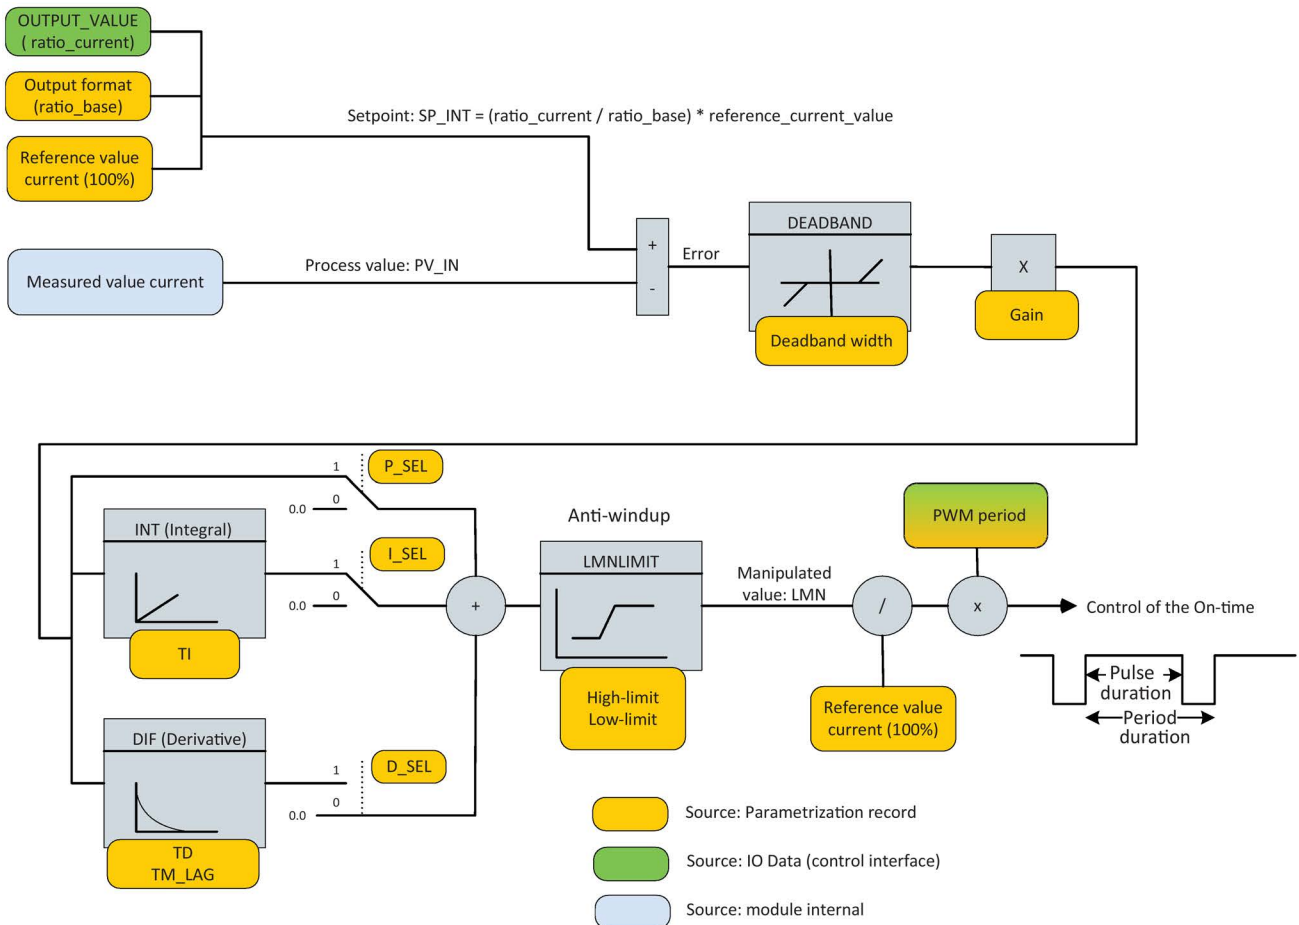 OUTPUT_VALUE
( ratio_current)
Output format
(ratio_base)
Reference value
current (100%)
Setpoint: SP_INT = (ratio_current / ratio_base) * reference_current_value
Measured value current
Process value: PV_IN
+
-
Error
DEADBAND
Deadband width
X
Gain
1
P_SEL
0
0.0
INT (Integral)
TI
1
I_SEL
0
0.0
DIF (Derivative)
TD
TM_LAG
1
D_SEL
0
0.0
+
Anti-windup
LMNLIMIT
High-limit
Low-limit
Manipulated
value: LMN
/
Reference value
current (100%)
PWM period
x
Control of the On-time
Pulse
duration
Period
duration
Source: Parametrization record
Source: IO Data (control interface)
Source: module internal